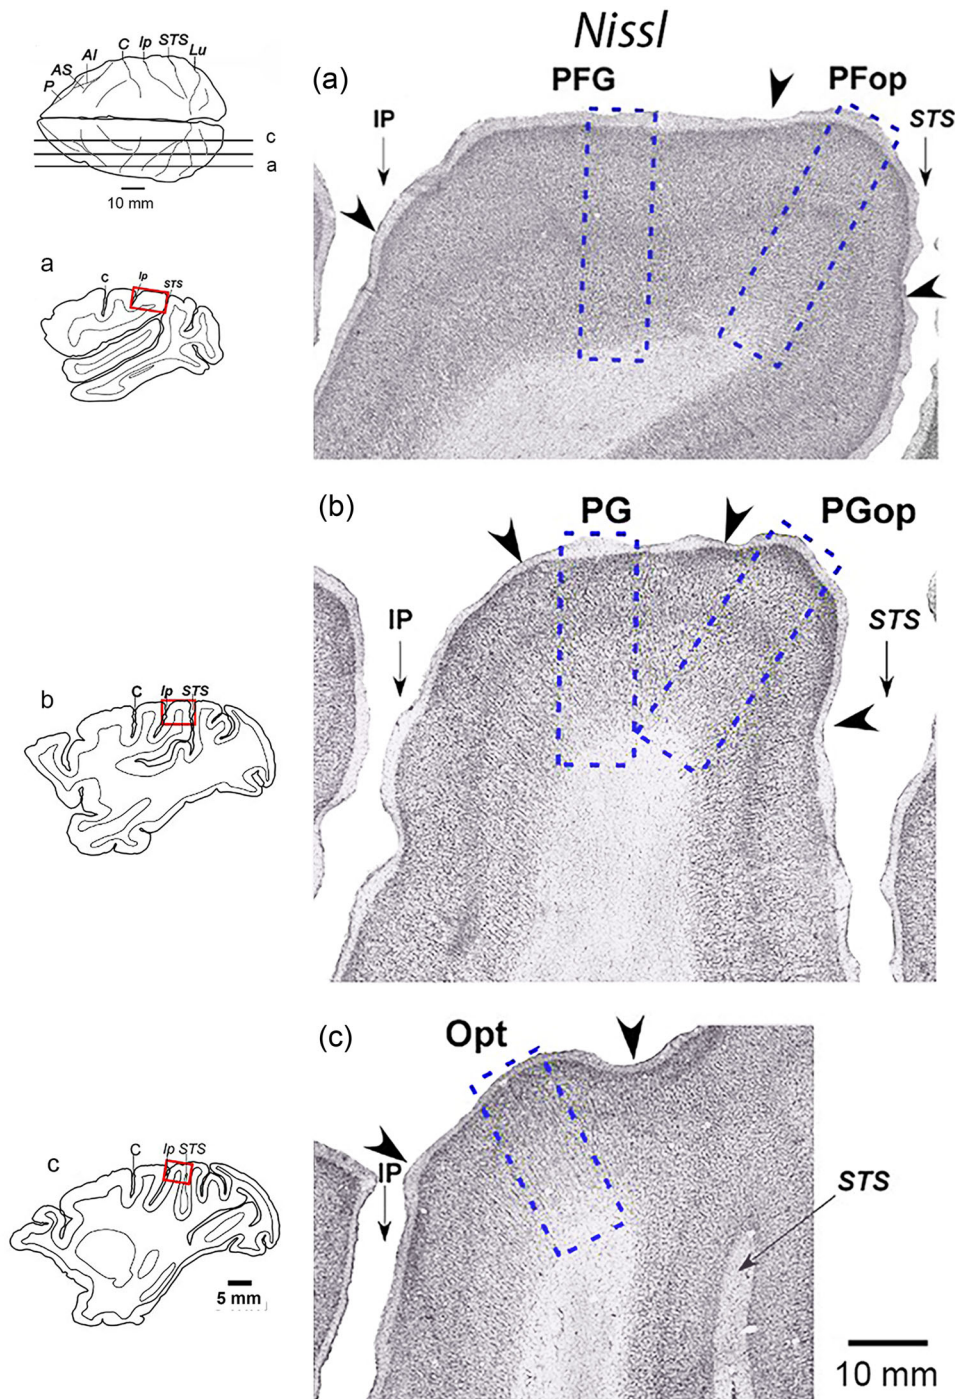 Nissl
P AS AI C Ip STS Lu
c
a
10 mm
(a)
PFG
PFop
IP
STS
a
C Ip STS
(b)
PG
PGop
IP
STS
b
C Ip STS
(c)
Opt
IP
STS
c
C Ip STS
5 mm
10 mm